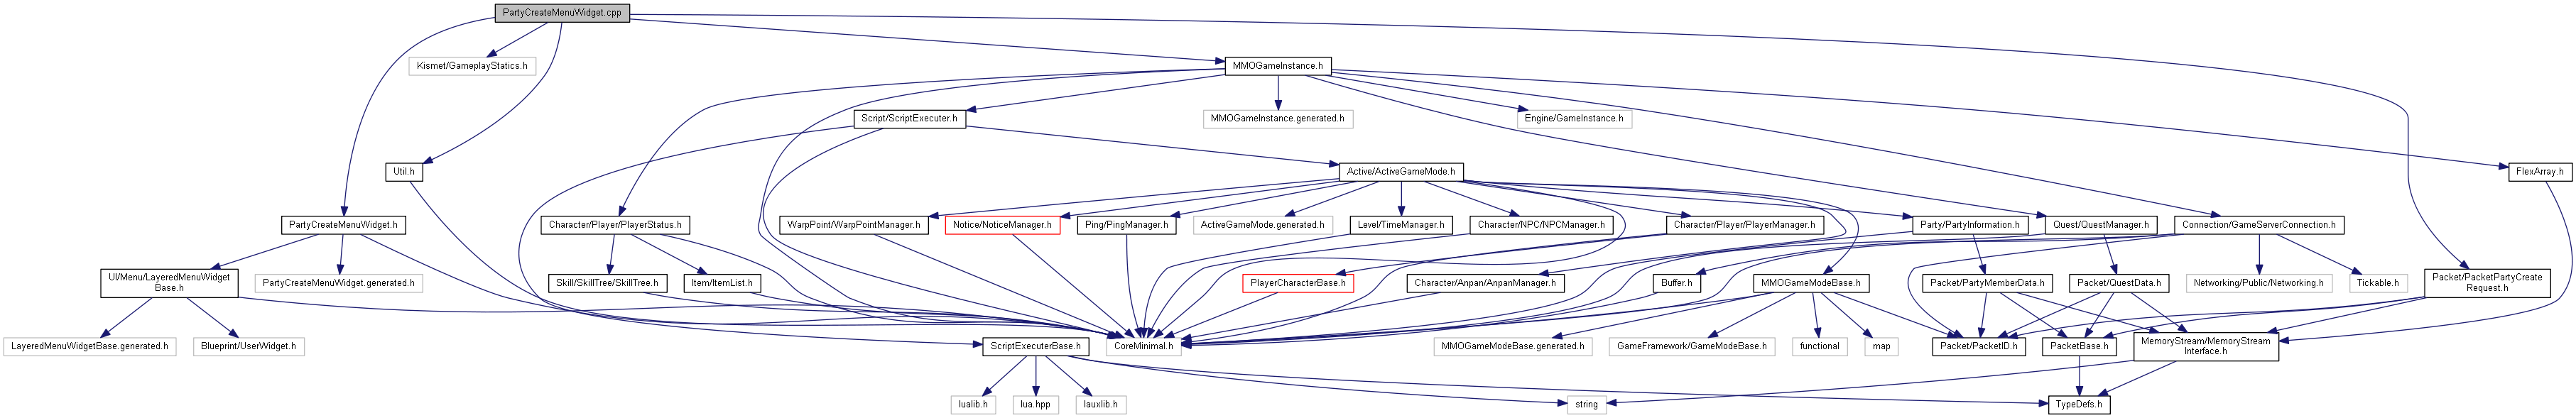 PartyCreateMenuWidget.cpp
Kismet/GameplayStatics.h
MMOGameInstance.h
Script/ScriptExecuter.h
MMOGameInstance.generated.h
Engine/GameInstance.h
Util.h
Active/ActiveGameMode.h
FlexArray.h
PartyCreateMenuWidget.h
Character/Player/PlayerStatus.h
WarpPoint/WarpPointManager.h
Notice/NoticeManager.h
Ping/PingManager.h
ActiveGameMode.generated.h
Level/TimeManager.h
Character/NPC/NPCManager.h
Character/Player/PlayerManager.h
Party/PartyInformation.h
Quest/QuestManager.h
Connection/GameServerConnection.h
UI/Menu/LayeredMenuWidget
Base.h
PartyCreateMenuWidget.generated.h
Skill/SkillTree/SkillTree.h
Item/ItemList.h
PlayerCharacterBase.h
Character/Anpan/AnpanManager.h
Buffer.h
MMOGameModeBase.h
Packet/PartyMemberData.h
Packet/QuestData.h
Networking/Public/Networking.h
Tickable.h
Packet/PacketPartyCreate
Request.h
LayeredMenuWidgetBase.generated.h
Blueprint/UserWidget.h
ScriptExecuterBase.h
CoreMinimal.h
MMOGameModeBase.generated.h
GameFramework/GameModeBase.h
functional
map
Packet/PacketID.h
PacketBase.h
MemoryStream/MemoryStream
Interface.h
lualib.h
lua.hpp
lauxlib.h
string
TypeDefs.h